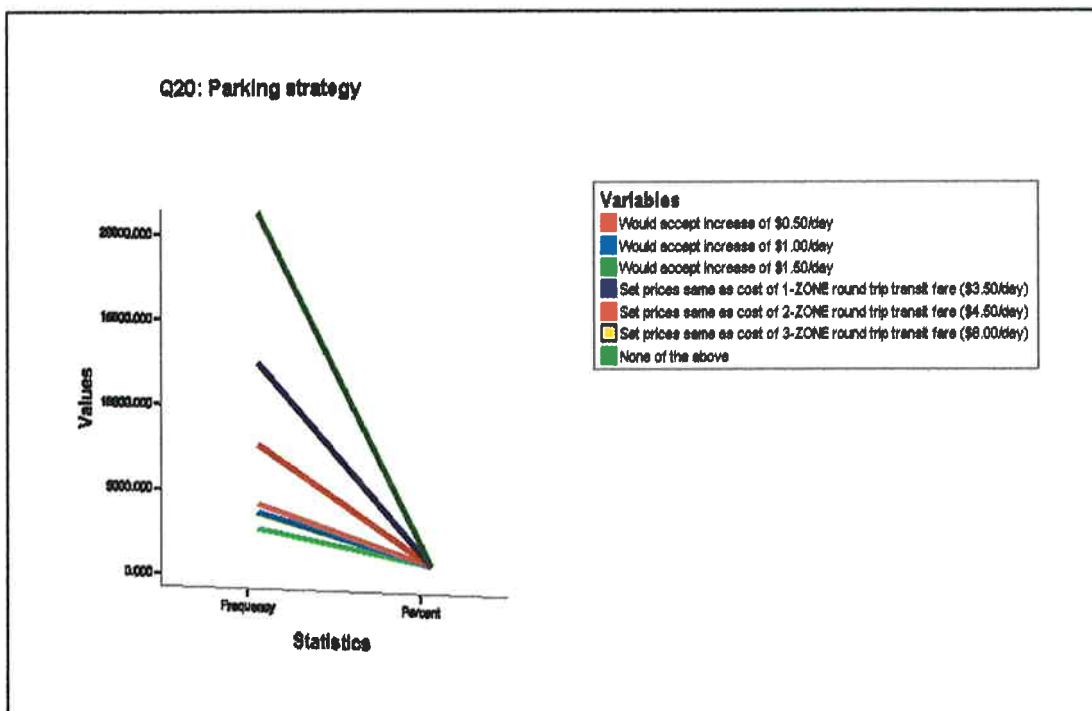 Q20: Parking strategy
Variables
Would accept increase of $0.50/day
Would accept increase of $1.00/day
Would accept increase of $1.50/day
Set prices same as cost of 1-ZONE round trip transit fare ($3.50/day)
Set prices same as cost of 2-ZONE round trip transit fare ($4.50/day)
Set prices same as cost of 3-ZONE round trip transit fare ($6.00/day)
None of the above
Values
20000.000
15000.000
10000.000
5000.000
0.000
Frequency
Percent
Statistics